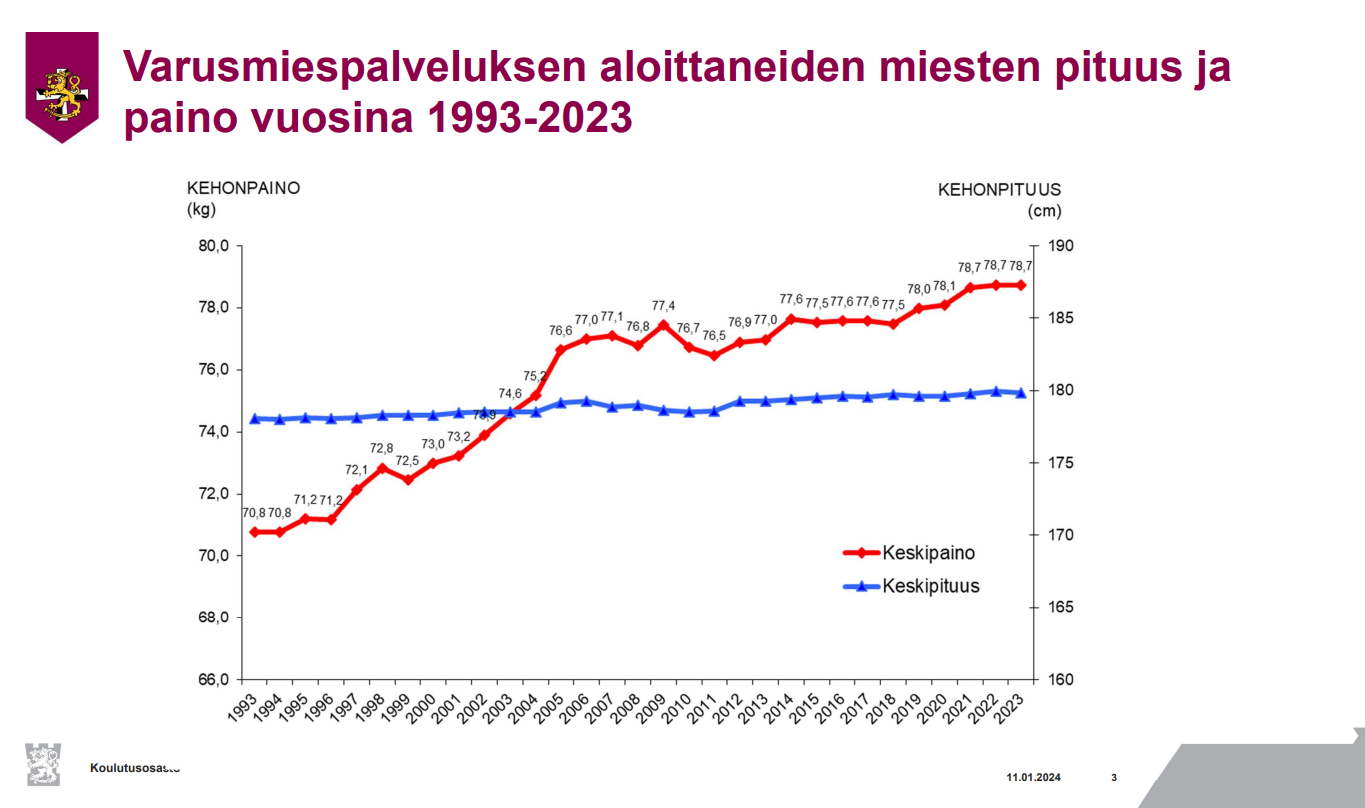 Varusmiespalveluksen aloittaneiden miesten pituus ja
paino vuosina 1993-2023
KEHONPAINO
(kg)
KEHONPITUUS
(cm)
80,0
78,0
76,0
74,0
72,0
70,0
68,0
66,0
70,8 70,8 71,2 71,2 72,1 72,8 72,5 73,0 73,2 73,9 74,6 75,2 76,6 77,0 77,1 76,8 77,4 76,7 76,5 76,9 77,0 77,6 77,5 77,6 77,6 77,5 78,0 78,1 78,7 78,7 78,7
190
185
180
175
170
165
160
Keskipaino
Keskipituus
1993 1994 1995 1996 1997 1998 1999 2000 2001 2002 2003 2004 2005 2006 2007 2008 2009 2010 2011 2012 2013 2014 2015 2016 2017 2018 2019 2020 2021 2022 2023
Koulutusosasto
11.01.2024 3